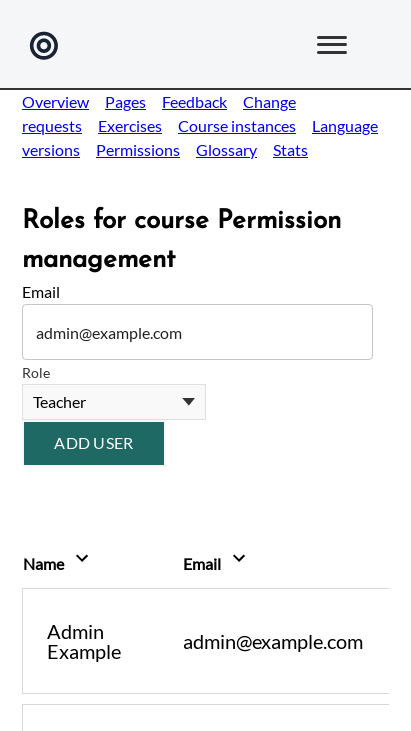 Overview Pages Feedback Change
requests Exercises Course instances Language
versions Permissions Glossary Stats
Roles for course Permission
management
Email
admin@example.com
Role
Teacher
ADD USER
Name Email
Admin
Example
admin@example.com